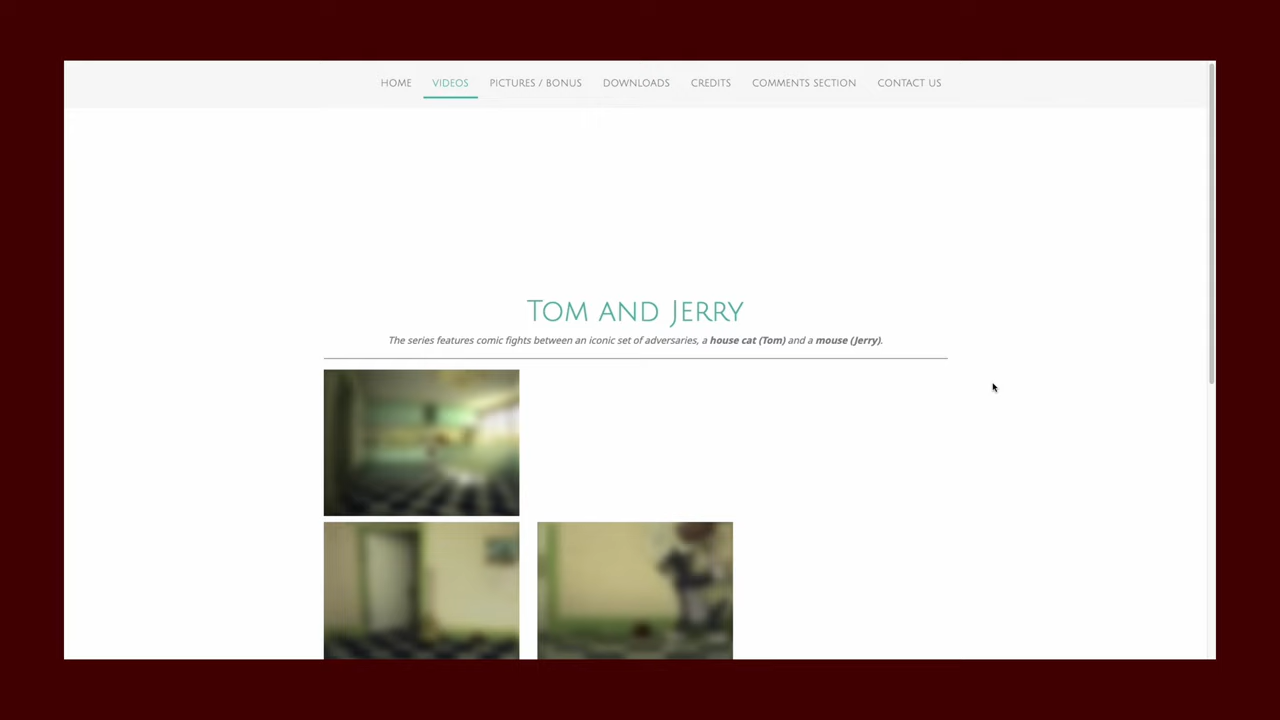 HOME VIDEOS PICTURES / BONUS DOWNLOADS CREDITS COMMENTS SECTION CONTACT US
TOM AND JERRY
The series features comic fights between an iconic set of adversaries, a house cat (Tom) and a mouse (Jerry).